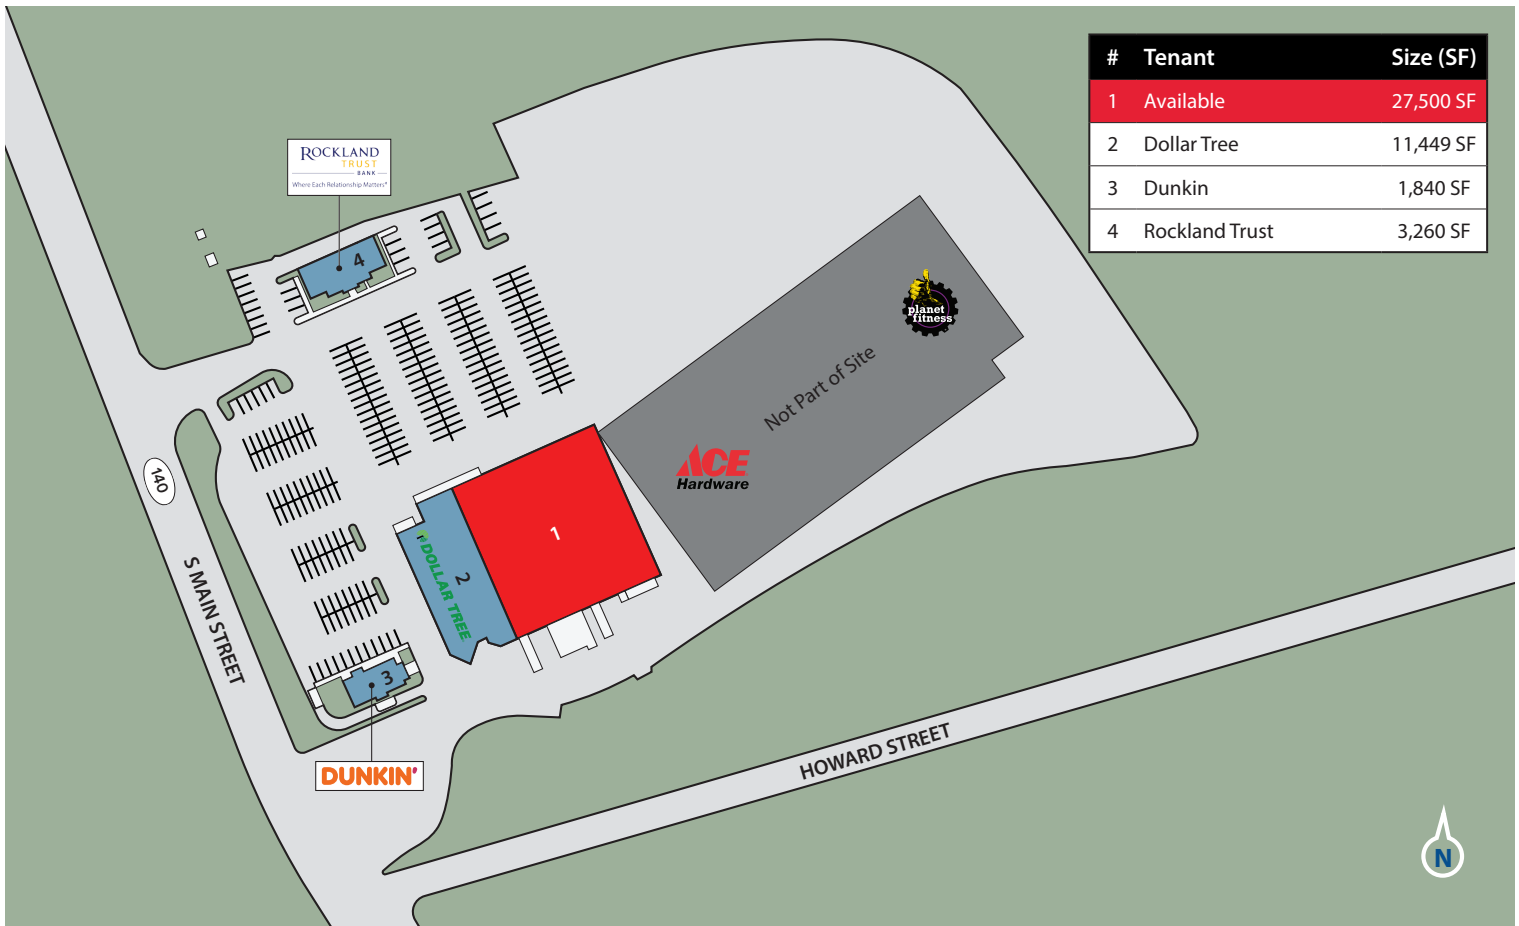 # Tenant Size (SF)
1 Available 27,500 SF
2 Dollar Tree 11,449 SF
3 Dunkin 1,840 SF
4 Rockland Trust 3,260 SF
ROCKLAND
TRUST
BANK
Where Each Relationship Matters®
4
planet
fitness
Not Part of Site
ACE
Hardware
1
2
DOLLAR TREE
140
S MAIN STREET
3
DUNKIN'
HOWARD STREET
N